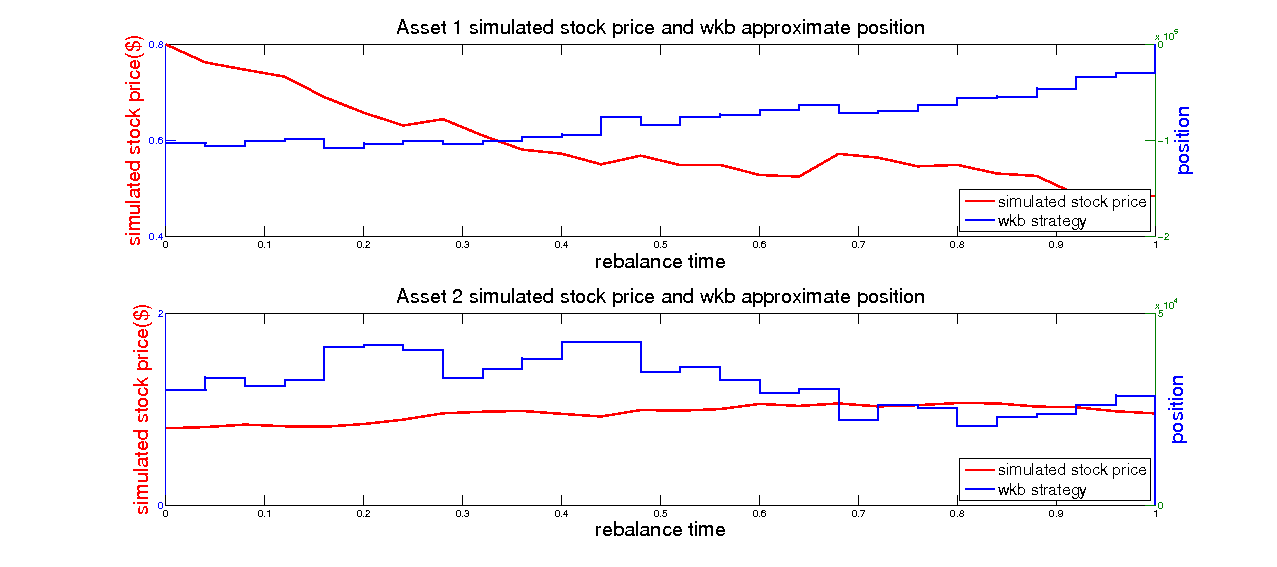 Asset 1 simulated stock price and wkb approximate position
x 10^5
0.8
0.6
0.4
simulated stock price($)
0
-1
-2
position
simulated stock price
wkb strategy
0 0.1 0.2 0.3 0.4 0.5 0.6 0.7 0.8 0.9 1
rebalance time
Asset 2 simulated stock price and wkb approximate position
x 10^4
2
0
simulated stock price($)
5
0
position
simulated stock price
wkb strategy
0 0.1 0.2 0.3 0.4 0.5 0.6 0.7 0.8 0.9 1
rebalance time